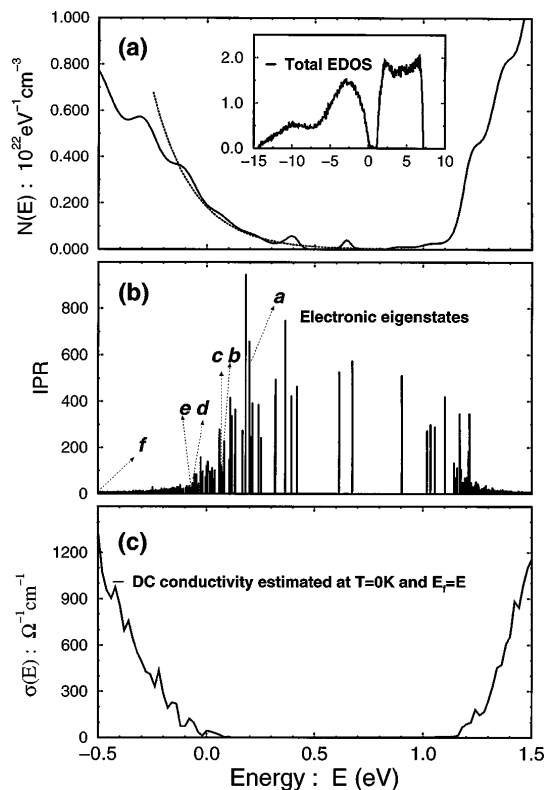 1.000
(a)
0.800
0.600
0.400
0.200
0.000
N(E) : 10²²eV⁻¹cm⁻³
2.0
1.0
0.0
Total EDOS
−15 −10 −5 0 5 10
(b)
800
600
400
200
0
IPR
a
c b
e d
f
Electronic eigenstates
(c)
1200
900
600
300
0
σ(E) : Ω⁻¹cm⁻¹
DC conductivity estimated at T=0K and E_f=E
−0.5 0.0 0.5 1.0 1.5
Energy : E (eV)